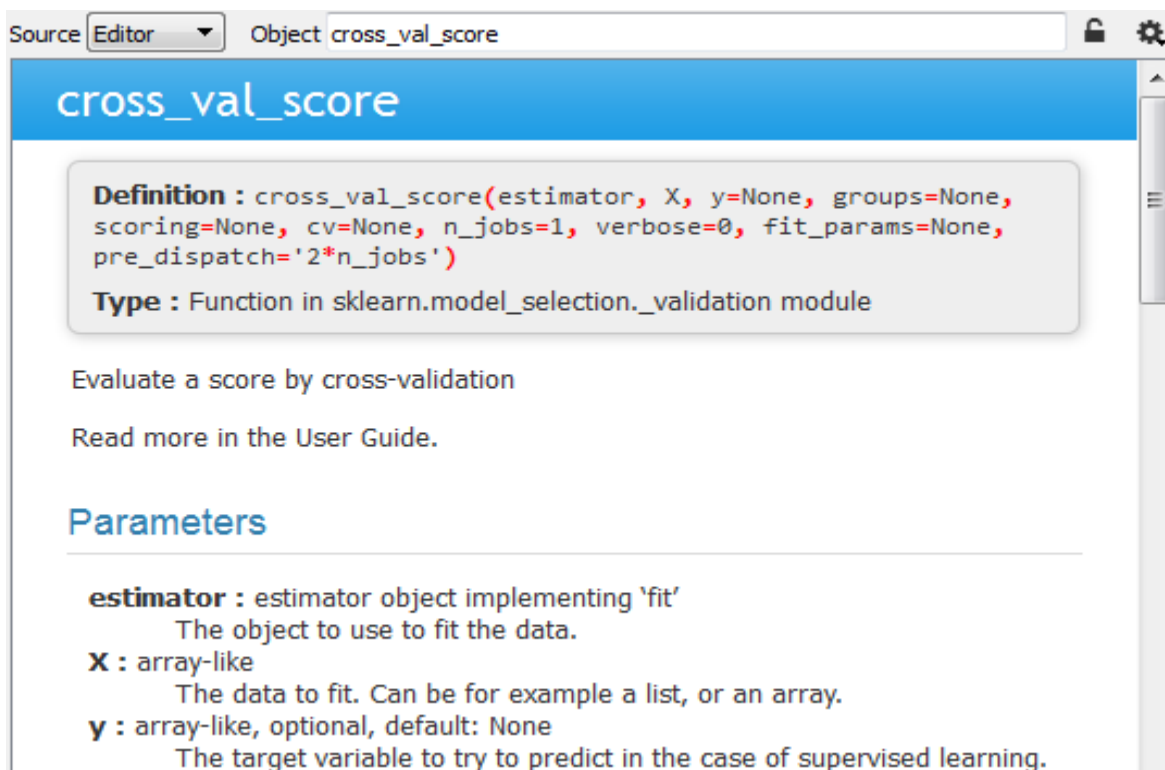 Source Editor Object cross_val_score
cross_val_score
Definition : cross_val_score(estimator, X, y=None, groups=None,
scoring=None, cv=None, n_jobs=1, verbose=0, fit_params=None,
pre_dispatch='2*n_jobs')
Type : Function in sklearn.model_selection._validation module
Evaluate a score by cross-validation
Read more in the User Guide.
Parameters
estimator : estimator object implementing ‘fit’
The object to use to fit the data.
X : array-like
The data to fit. Can be for example a list, or an array.
y : array-like, optional, default: None
The target variable to try to predict in the case of supervised learning.